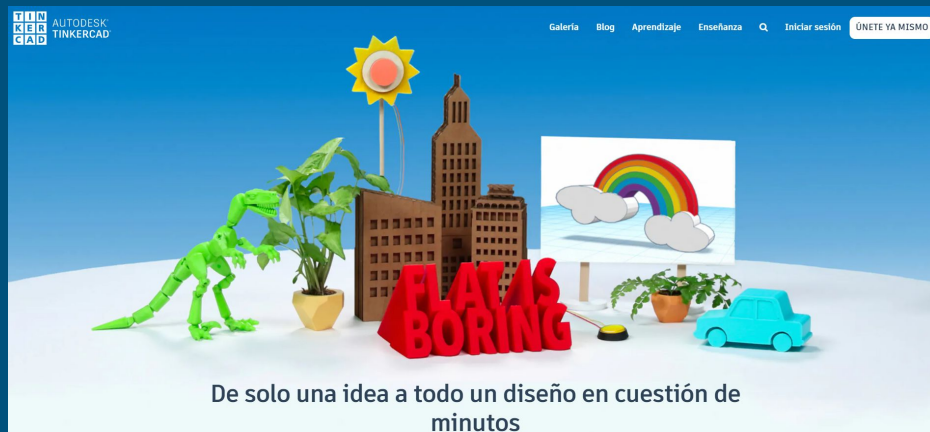 TIN
KER
CAD
AUTODESK®
TINKERCAD®
Galería Blog Aprendizaje Enseñanza Iniciar sesión ÚNETE YA MISMO
FLAT IS
BORING
De solo una idea a todo un diseño en cuestión de
minutos